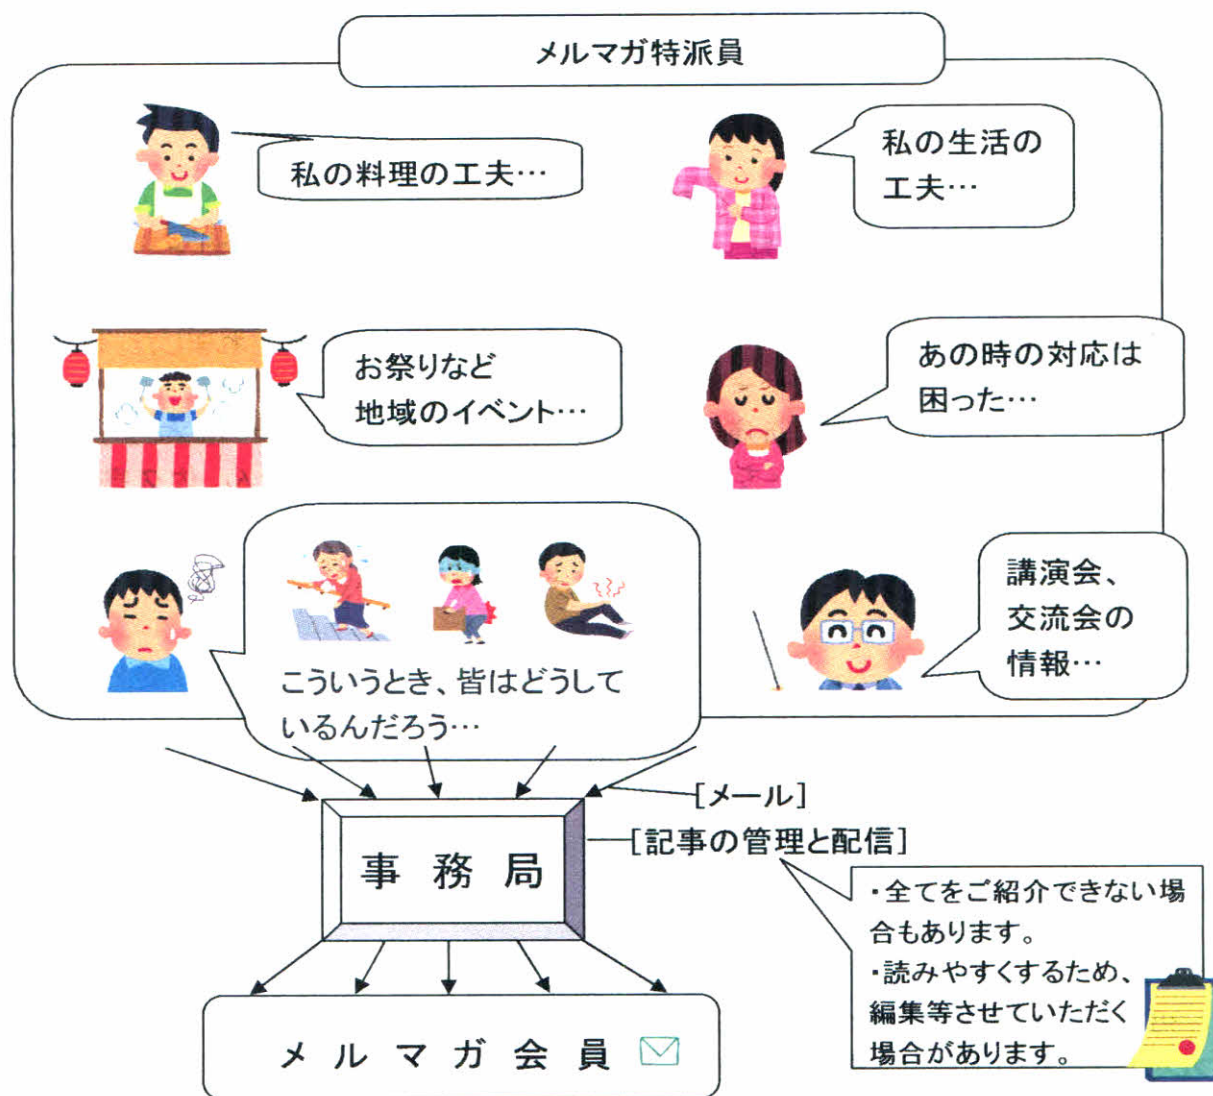 メルマガ特派員
私の料理の工夫…
私の生活の
工夫…
お祭りなど
地域のイベント…
あの時の対応は
困った…
こういうとき、皆はどうして
いるんだろう…
講演会、
交流会の
情報…
[メール]
[記事の管理と配信]
事務局
・全てをご紹介できない場
合もあります。
・読みやすくするため、
編集等させていただく
場合があります。
メルマガ会員